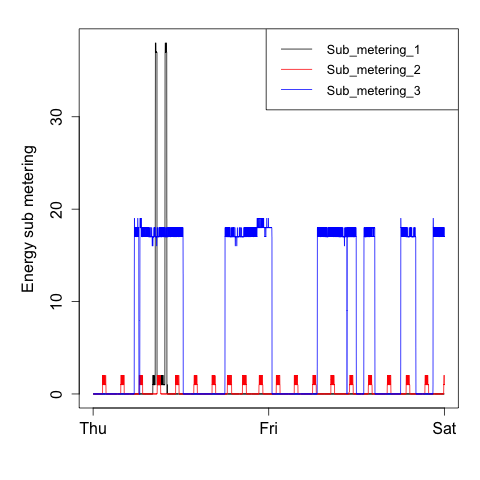 Sub_metering_1
Sub_metering_2
Sub_metering_3
Energy sub metering
30
20
10
0
Thu Fri Sat